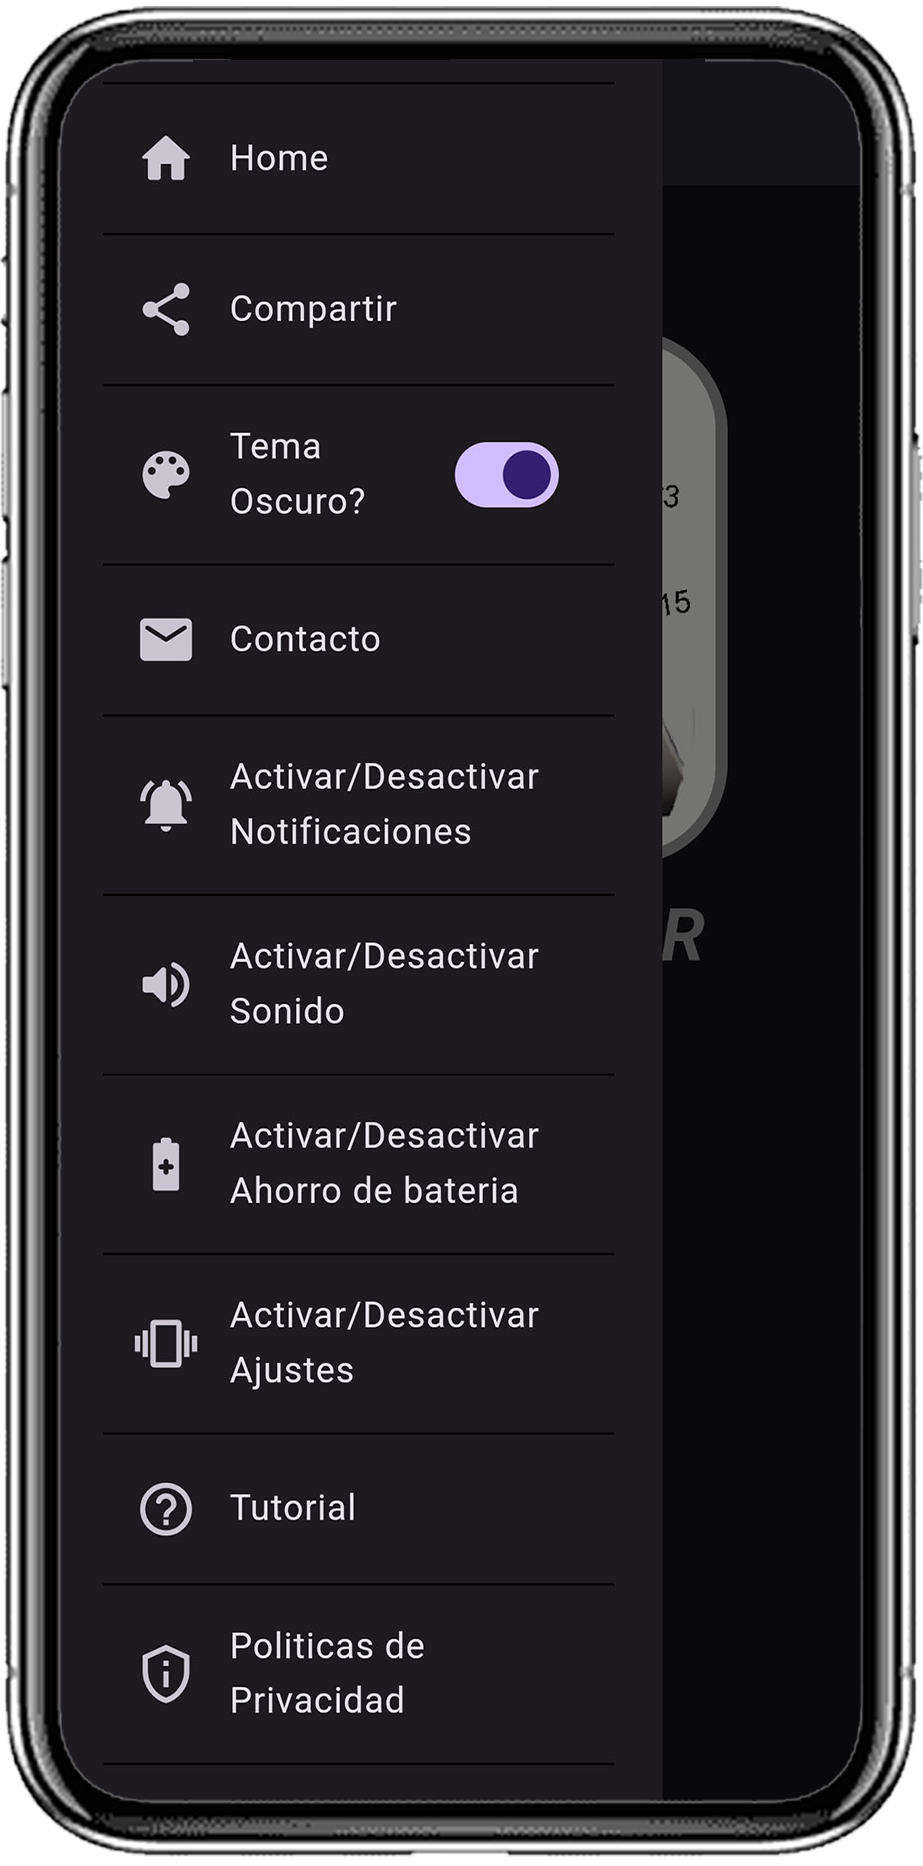 Home
Compartir
Tema
Oscuro?
Contacto
Activar/Desactivar
Notificaciones
Activar/Desactivar
Sonido
Activar/Desactivar
Ahorro de bateria
Activar/Desactivar
Ajustes
Tutorial
Politicas de
Privacidad
3
15
R